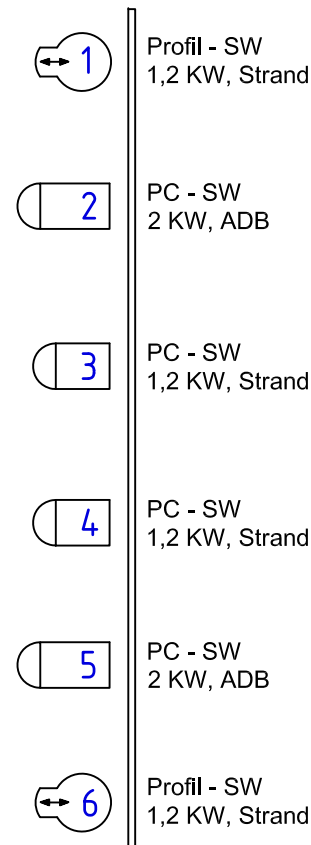 1
Profil - SW
1,2 KW, Strand
2
PC - SW
2 KW, ADB
3
PC - SW
1,2 KW, Strand
4
PC - SW
1,2 KW, Strand
5
PC - SW
2 KW, ADB
6
Profil - SW
1,2 KW, Strand